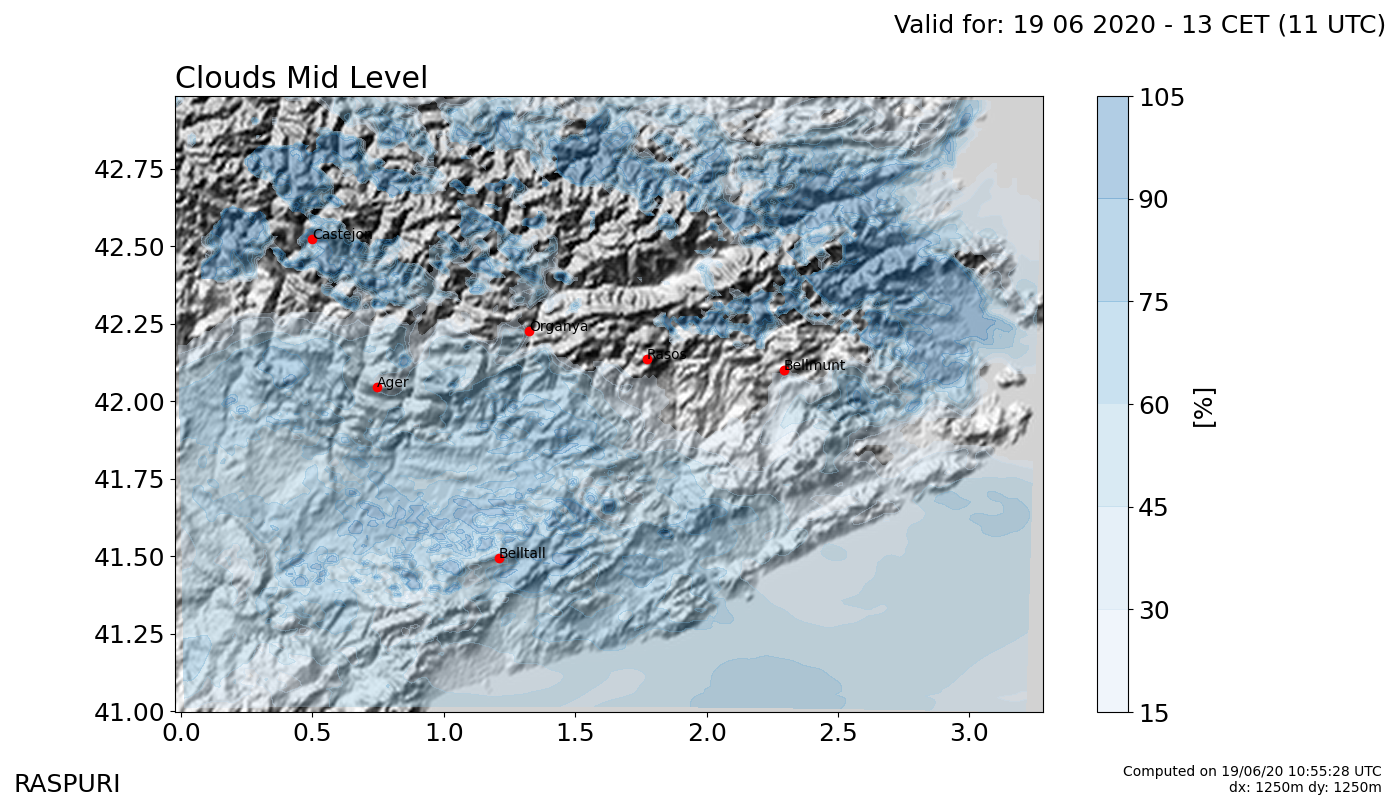 Valid for: 19 06 2020 - 13 CET (11 UTC)
Clouds Mid Level
105
90
75
60
45
30
15
[%]
42.75
42.50
42.25
42.00
41.75
41.50
41.25
41.00
Castejon
Organya
Rasos
Bellmunt
Ager
Belltall
0.0 0.5 1.0 1.5 2.0 2.5 3.0
RASPURI
Computed on 19/06/20 10:55:28 UTC
dx: 1250m dy: 1250m